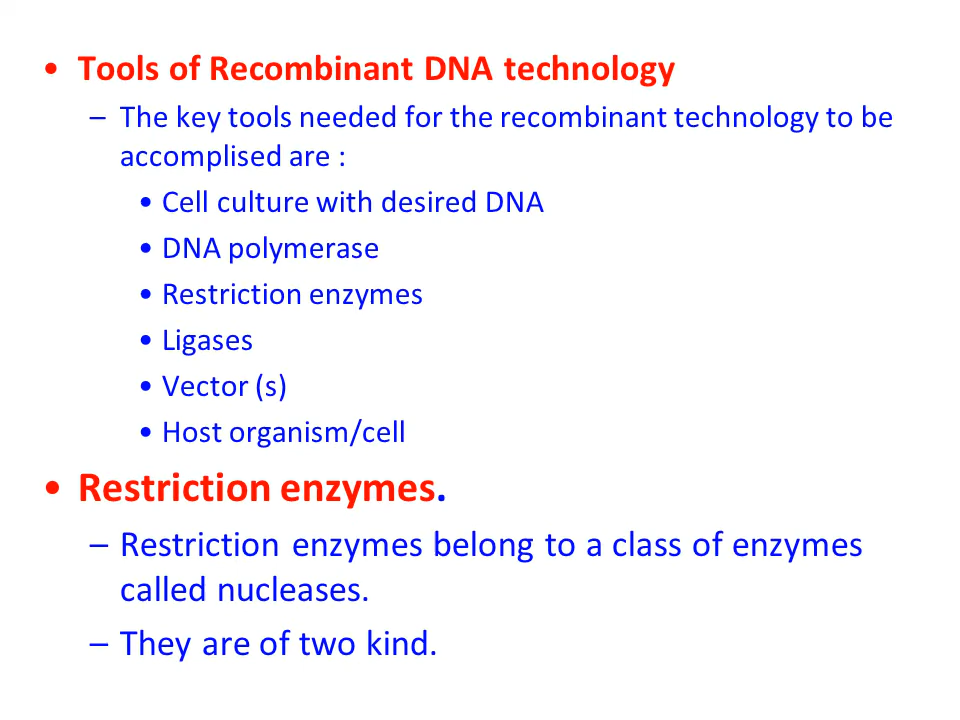 • Tools of Recombinant DNA technology
– The key tools needed for the recombinant technology to be
accomplised are :
• Cell culture with desired DNA
• DNA polymerase
• Restriction enzymes
• Ligases
• Vector (s)
• Host organism/cell
• Restriction enzymes.
– Restriction enzymes belong to a class of enzymes
called nucleases.
– They are of two kind.